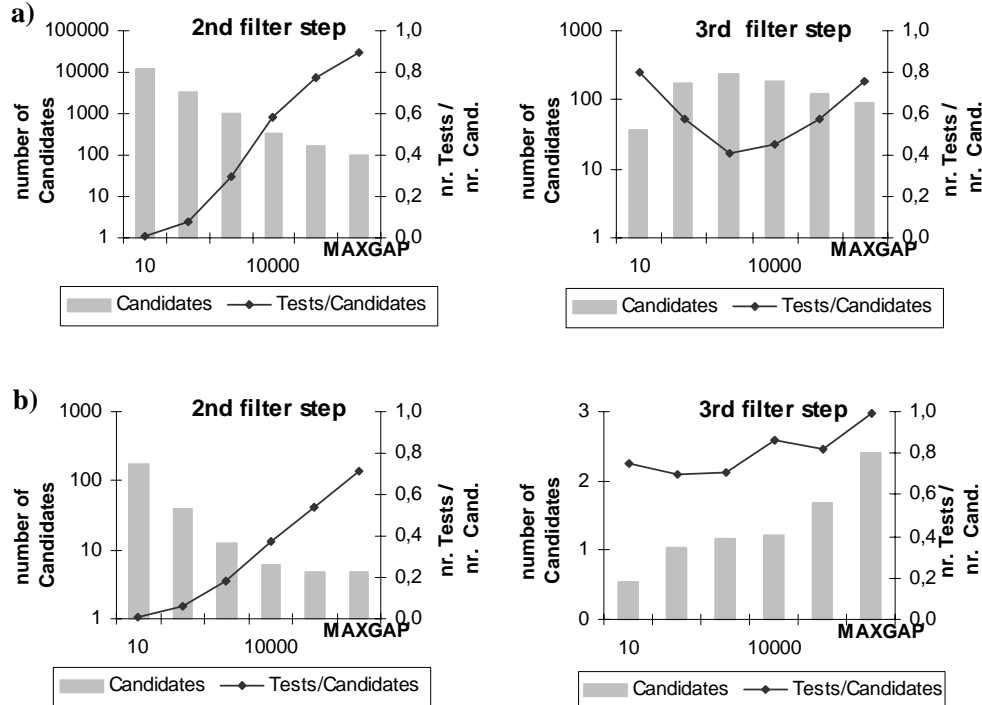 a)
2nd filter step
number of
Candidates
100000
10000
1000
100
10
1
1,0
0,8
0,6
0,4
0,2
0,0
nr. Tests /
nr. Cand.
MAXGAP
10
10000
Candidates
Tests/Candidates
3rd filter step
number of
Candidates
1000
100
10
1
1,0
0,8
0,6
0,4
0,2
0,0
nr. Tests /
nr. Cand.
MAXGAP
10
10000
Candidates
Tests/Candidates
b)
2nd filter step
number of
Candidates
1000
100
10
1
1,0
0,8
0,6
0,4
0,2
0,0
nr. Tests /
nr. Cand.
MAXGAP
10
10000
Candidates
Tests/Candidates
3rd filter step
number of
Candidates
3
2
1
0
1,0
0,8
0,6
0,4
0,2
0,0
nr. Tests /
nr. Cand.
MAXGAP
10
10000
Candidates
Tests/Candidates